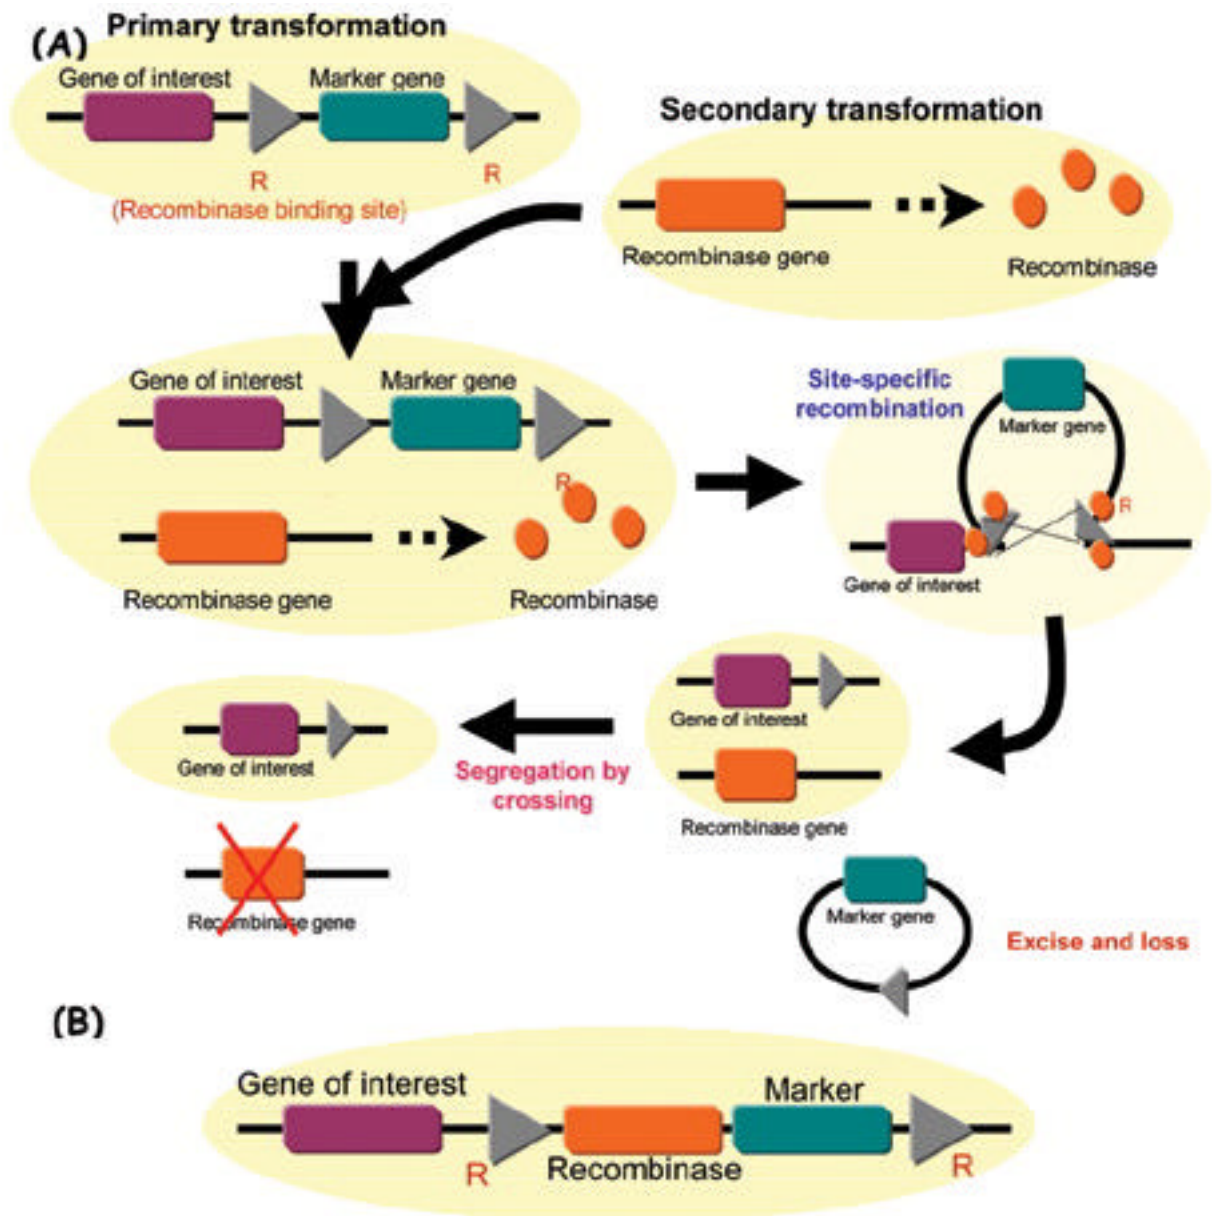 (A)
Primary transformation
Gene of interest
Marker gene
R
R
(Recombinase binding site)
Secondary transformation
Recombinase gene
Recombinase
Gene of interest
Marker gene
R
Recombinase gene
Recombinase
Site-specific
recombination
Marker gene
R
Gene of interest
Gene of interest
Recombinase gene
Segregation by
crossing
Gene of interest
Recombinase gene
Marker gene
Excise and loss
(B)
Gene of interest
Marker
R
Recombinase
R